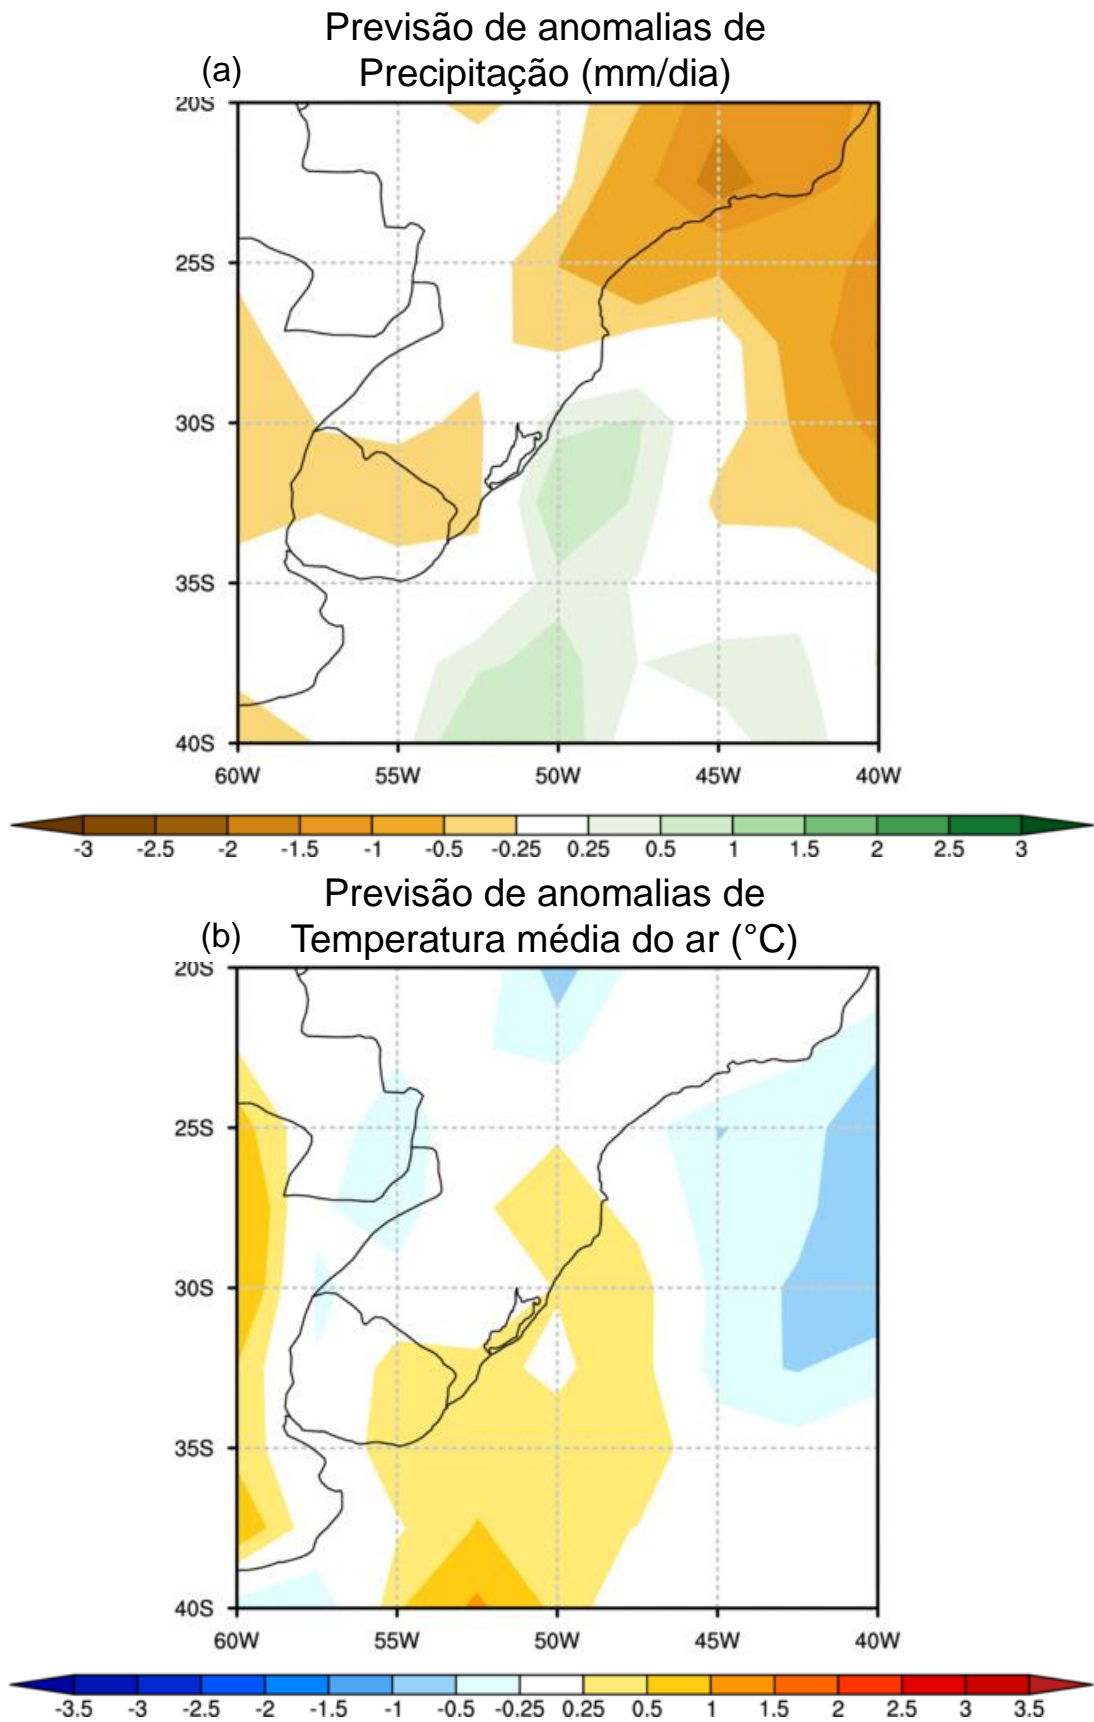 Previsão de anomalias de
(a) Precipitação (mm/dia)
20S
25S
30S
35S
40S
60W 55W 50W 45W 40W
-3 -2.5 -2 -1.5 -1 -0.5 -0.25 0.25 0.5 1 1.5 2 2.5 3
Previsão de anomalias de
(b) Temperatura média do ar (°C)
20S
25S
30S
35S
40S
60W 55W 50W 45W 40W
-3.5 -3 -2.5 -2 -1.5 -1 -0.5 -0.25 0.25 0.5 1 1.5 2 2.5 3 3.5